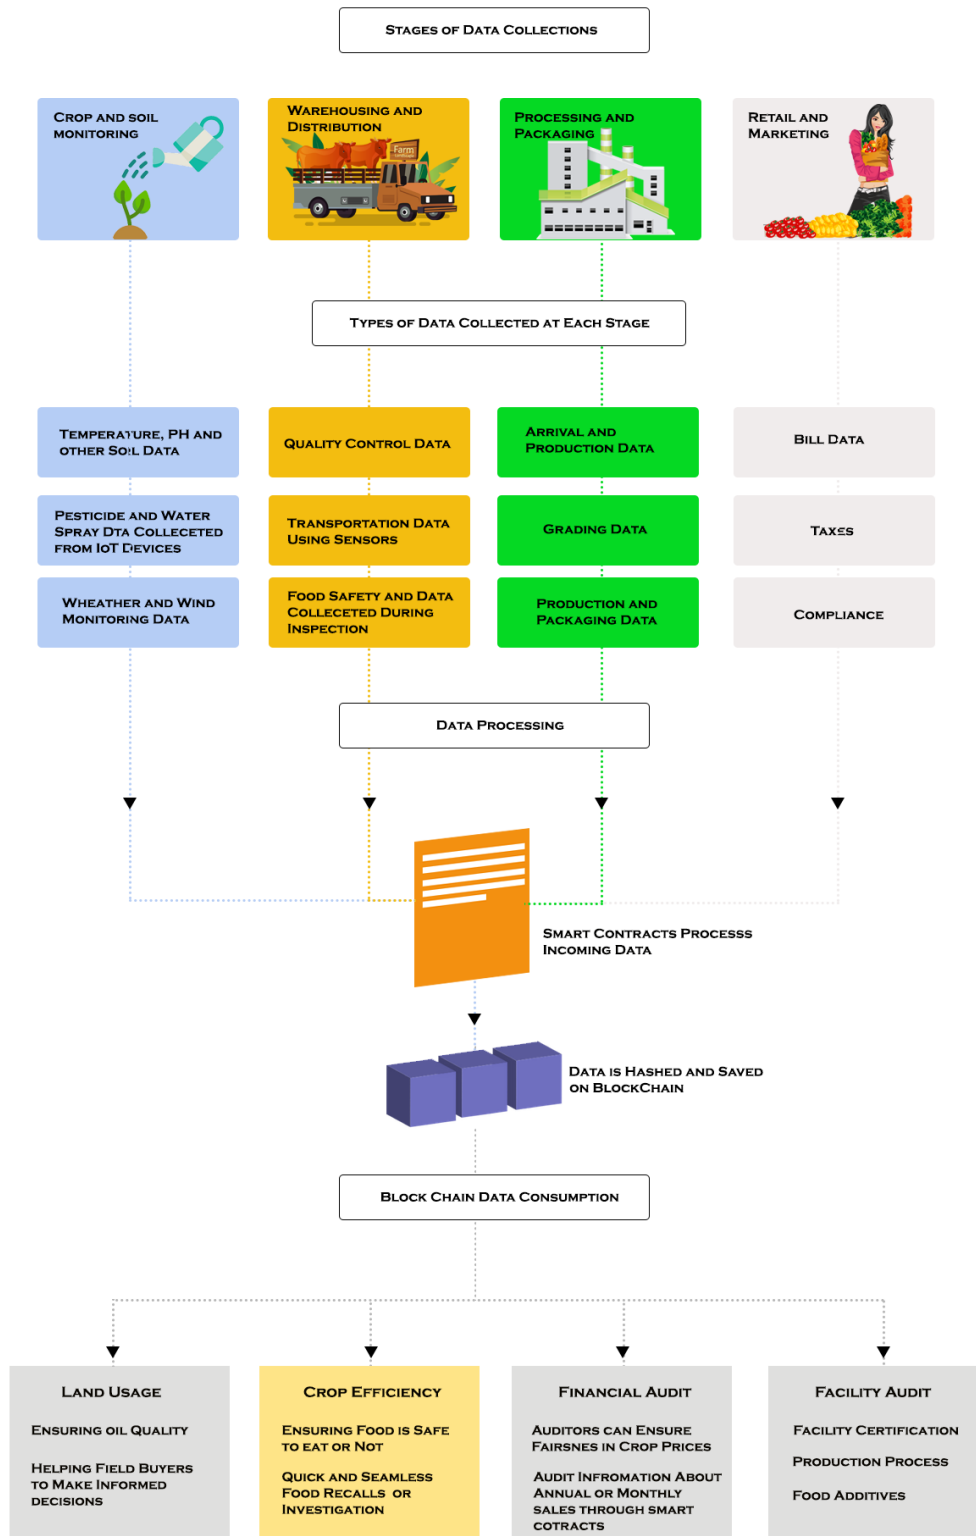 STAGES OF DATA COLLECTIONS
CROP AND SOIL
MONITORING
WAREHOUSING AND
DISTRIBUTION
Farm
PROCESSING AND
PACKAGING
RETAIL AND
MARKETING
TYPES OF DATA COLLECTED AT EACH STAGE
TEMPERATURE, PH AND
OTHER SOIL DATA
QUALITY CONTROL DATA
ARRIVAL AND
PRODUCTION DATA
BILL DATA
PESTICIDE AND WATER
SPRAY DTA COLLECETED
FROM IOT DEVICES
TRANSPORTATION DATA
USING SENSORS
GRADING DATA
TAXES
WHEATHER AND WIND
MONITORING DATA
FOOD SAFETY AND DATA
COLLECETED DURING
INSPECTION
PRODUCTION AND
PACKAGING DATA
COMPLIANCE
DATA PROCESSING
SMART CONTRACTS PROCESSS
INCOMING DATA
DATA IS HASHED AND SAVED
ON BLOCKCHAIN
BLOCK CHAIN DATA CONSUMPTION
LAND USAGE
ENSURING OIL QUALITY
HELPING FIELD BUYERS
TO MAKE INFORMED
DECISIONS
CROP EFFICIENCY
ENSURING FOOD IS SAFE
TO EAT OR NOT
QUICK AND SEAMLESS
FOOD RECALLS OR
INVESTIGATION
FINANCIAL AUDIT
AUDITORS CAN ENSURE
FAIRSNES IN CROP PRICES
AUDIT INFROMATION ABOUT
ANNUAL OR MONTHLY
SALES THROUGH SMART
COTRACTS
FACILITY AUDIT
FACILITY CERTIFICATION
PRODUCTION PROCESS
FOOD ADDITIVES